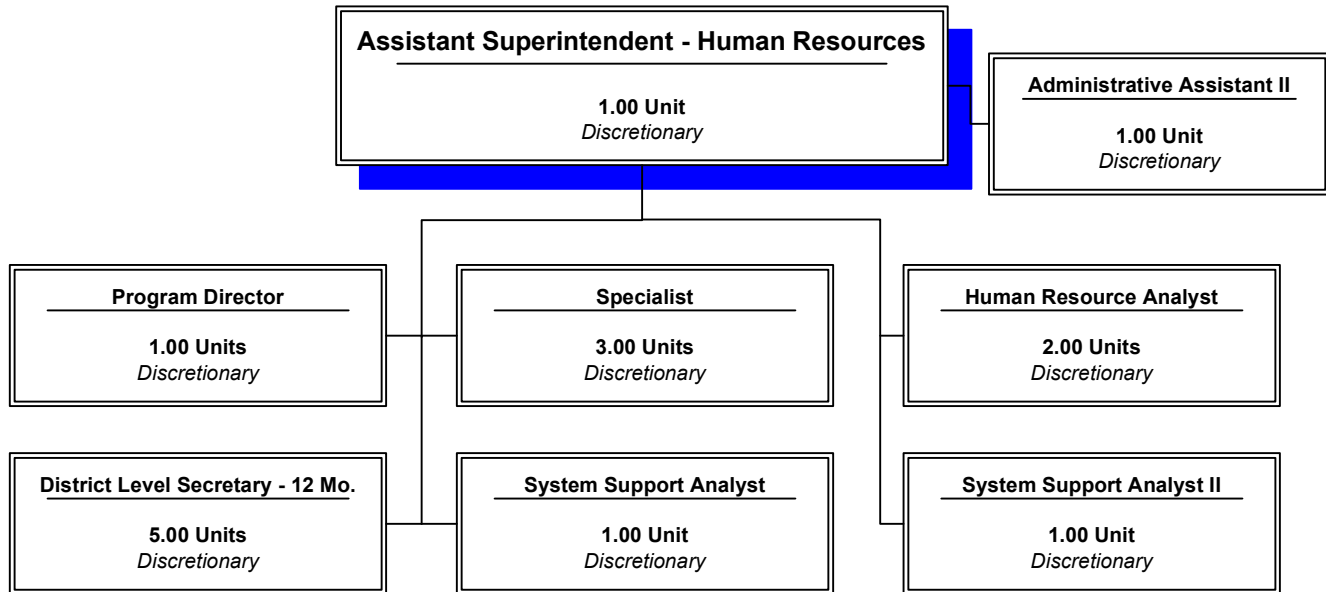 Assistant Superintendent - Human Resources
1.00 Unit
Discretionary
Administrative Assistant II
1.00 Unit
Discretionary
Program Director
1.00 Units
Discretionary
Specialist
3.00 Units
Discretionary
Human Resource Analyst
2.00 Units
Discretionary
District Level Secretary - 12 Mo.
5.00 Units
Discretionary
System Support Analyst
1.00 Unit
Discretionary
System Support Analyst II
1.00 Unit
Discretionary